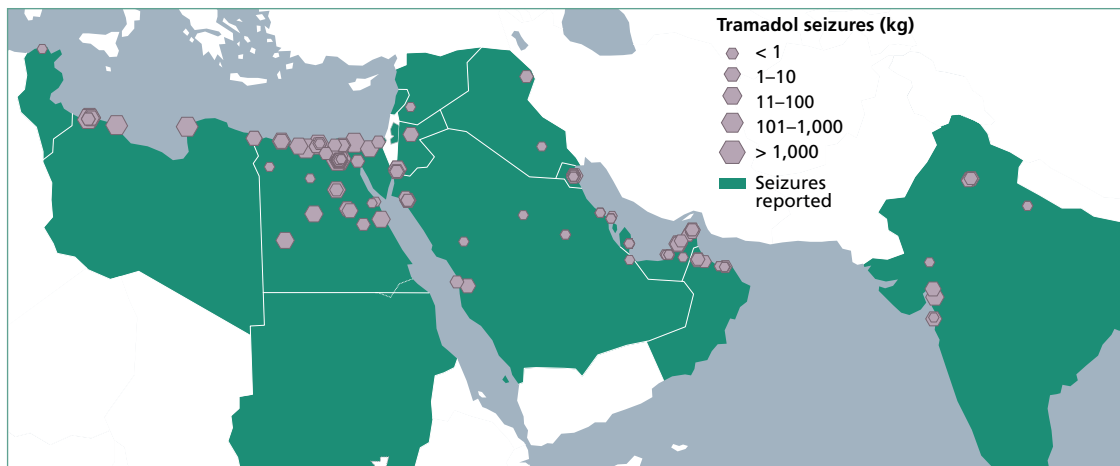 Tramadol seizures (kg)
< 1
1–10
11–100
101–1,000
> 1,000
Seizures
reported